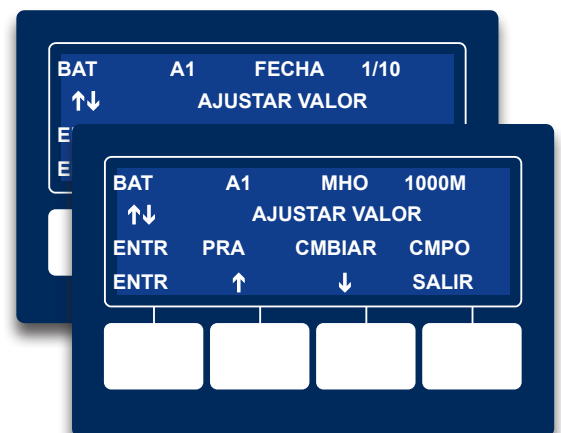 BAT A1 FECHA 1/10
↑↓ AJUSTAR VALOR
E
E
BAT A1 MHO 1000M
↑↓ AJUSTAR VALOR
ENTR PRA CMBIAR CMPO
ENTR ↑ ↓ SALIR